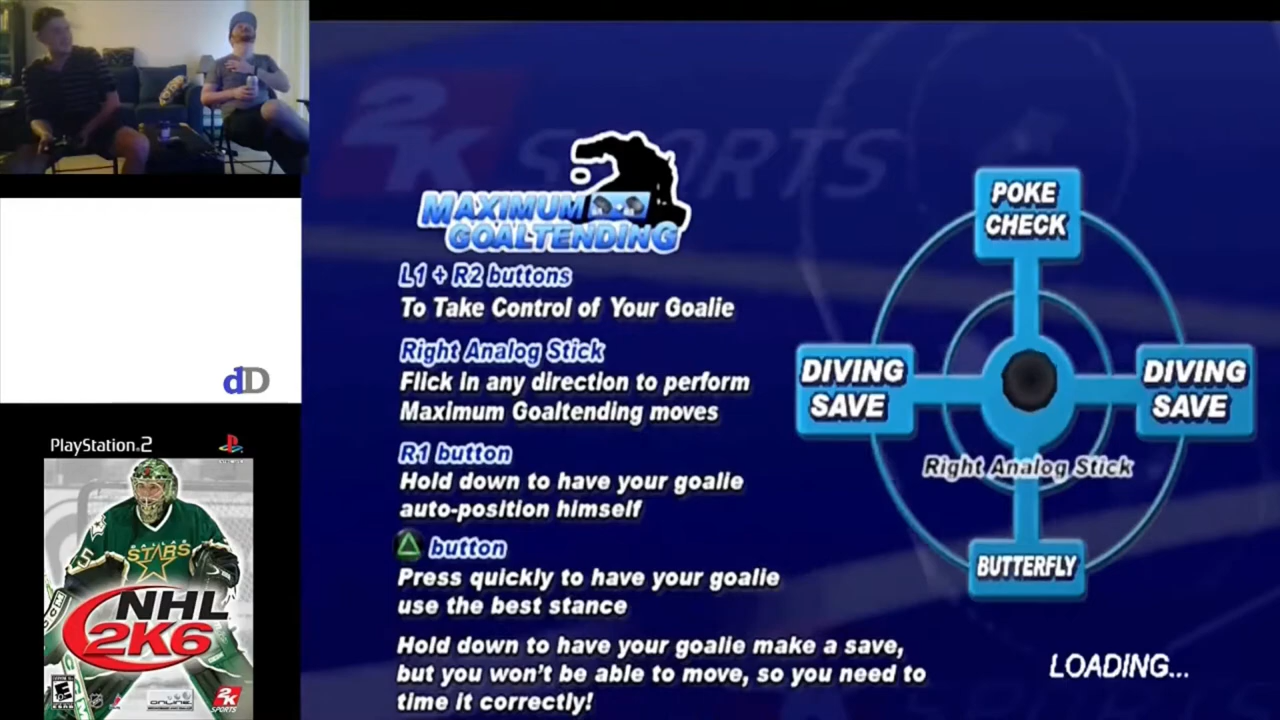 2K SPORTS
MAXIMUM
GOALTENDING
L1 + R2 buttons
To Take Control of Your Goalie
Right Analog Stick
Flick in any direction to perform
Maximum Goaltending moves
R1 button
Hold down to have your goalie
auto-position himself
button
Press quickly to have your goalie
use the best stance
Hold down to have your goalie make a save,
but you won't be able to move, so you need to
time it correctly!
POKE
CHECK
DIVING
SAVE
DIVING
SAVE
Right Analog Stick
BUTTERFLY
LOADING...
dD
PlayStation.2
STARS
NHL
2K6
E
ONLINE
2K
SPORTS